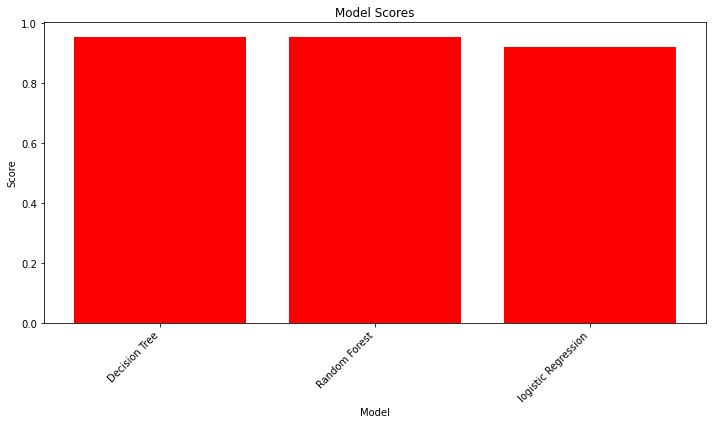 Model Scores
1.0
0.8
0.6
0.4
0.2
0.0
Score
Decision Tree
Random Forest
logistic Regression
Model